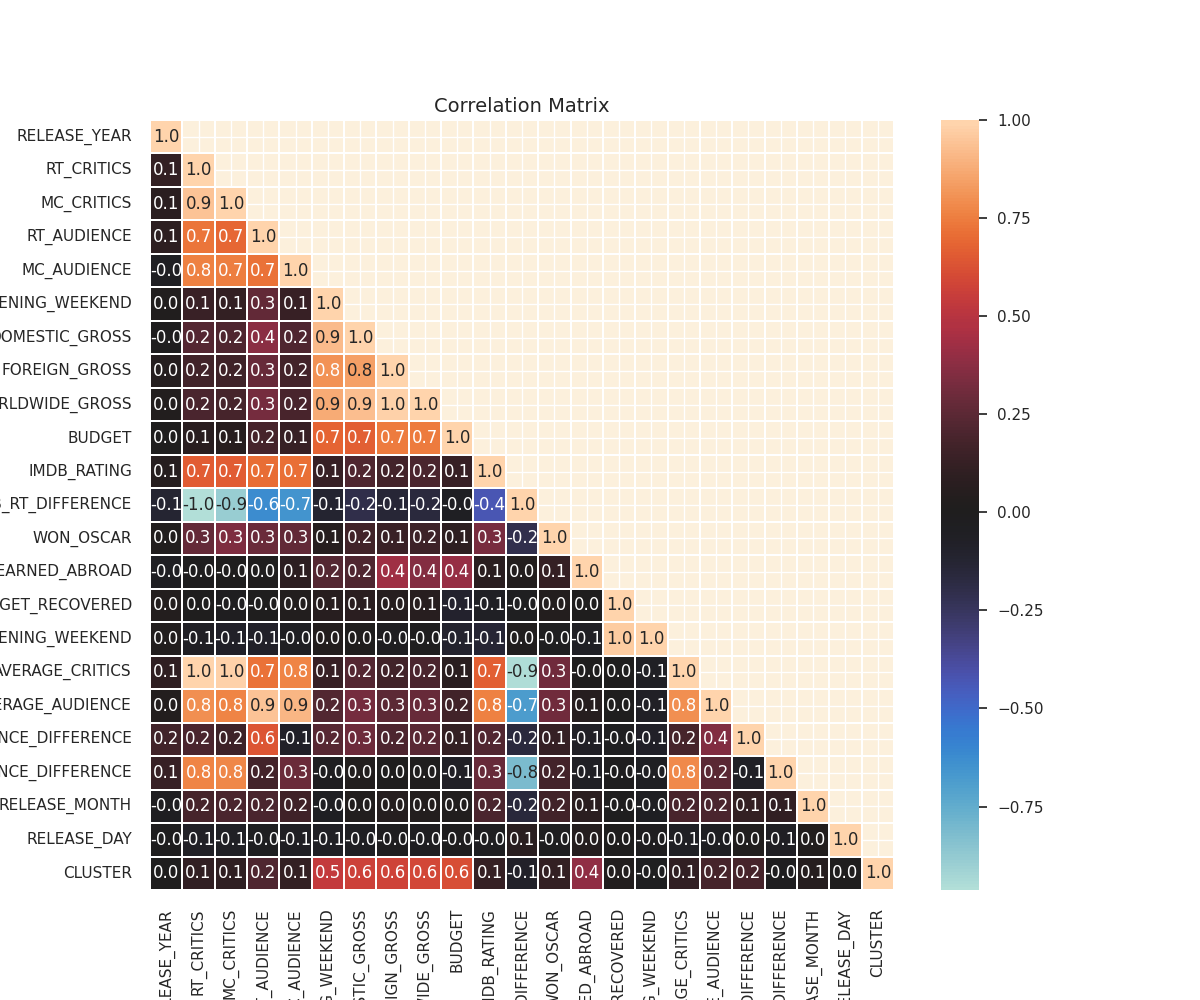 Correlation Matrix
RELEASE_YEAR 1.0
RT_CRITICS 0.1 1.0
MC_CRITICS 0.1 0.9 1.0
RT_AUDIENCE 0.1 0.7 0.7 1.0
MC_AUDIENCE -0.0 0.8 0.7 0.7 1.0
ENING_WEEKEND 0.0 0.1 0.1 0.3 0.1 1.0
DOMESTIC_GROSS -0.0 0.2 0.2 0.4 0.2 0.9 1.0
FOREIGN_GROSS 0.0 0.2 0.2 0.3 0.2 0.8 0.8 1.0
RLDWIDE_GROSS 0.0 0.2 0.2 0.3 0.2 0.9 0.9 1.0 1.0
BUDGET 0.0 0.1 0.1 0.2 0.1 0.7 0.7 0.7 0.7 1.0
IMDB_RATING 0.1 0.7 0.7 0.7 0.7 0.1 0.2 0.2 0.2 0.1 1.0
_RT_DIFFERENCE -0.1 -1.0 -0.9 -0.6 -0.7 -0.1 -0.2 -0.1 -0.2 -0.0 -0.4 1.0
WON_OSCAR 0.0 0.3 0.3 0.3 0.3 0.1 0.2 0.1 0.2 0.1 0.3 -0.2 1.0
EARNED_ABROAD -0.0 -0.0 -0.0 0.0 0.1 0.2 0.2 0.4 0.4 0.4 0.1 0.0 0.1 1.0
GET_RECOVERED 0.0 0.0 -0.0 -0.0 0.0 0.1 0.1 0.0 0.1 -0.1 -0.1 -0.0 0.0 0.0 1.0
ENING_WEEKEND 0.0 -0.1 -0.1 -0.1 -0.0 0.0 0.0 -0.0 -0.0 -0.1 -0.1 0.0 -0.0 -0.1 1.0 1.0
AVERAGE_CRITICS 0.1 1.0 1.0 0.7 0.8 0.1 0.2 0.2 0.2 0.1 0.7 -0.9 0.3 -0.0 0.0 -0.1 1.0
ERAGE_AUDIENCE 0.0 0.8 0.8 0.9 0.9 0.2 0.3 0.3 0.3 0.2 0.8 -0.7 0.3 0.1 0.0 -0.1 0.8 1.0
NCE_DIFFERENCE 0.2 0.2 0.2 0.6 -0.1 0.2 0.3 0.2 0.2 0.1 0.2 -0.2 0.1 -0.1 -0.0 -0.1 0.2 0.4 1.0
NCE_DIFFERENCE 0.1 0.8 0.8 0.2 0.3 -0.0 0.0 0.0 0.0 -0.1 0.3 -0.8 0.2 -0.1 -0.0 -0.0 0.8 0.2 -0.1 1.0
RELEASE_MONTH -0.0 0.2 0.2 0.2 0.2 -0.0 0.0 0.0 0.0 0.0 0.2 -0.2 0.2 0.1 -0.0 -0.0 0.2 0.2 0.1 0.1 1.0
RELEASE_DAY -0.0 -0.1 -0.1 -0.0 -0.1 -0.1 -0.0 -0.0 -0.0 -0.0 -0.0 0.1 -0.0 0.0 0.0 -0.0 -0.1 -0.0 0.0 -0.1 0.0 1.0
CLUSTER 0.0 0.1 0.1 0.2 0.1 0.5 0.6 0.6 0.6 0.6 0.1 -0.1 0.1 0.4 0.0 -0.0 0.1 0.2 0.2 -0.0 0.1 0.0 1.0
EASE_YEAR
RT_CRITICS
MC_CRITICS
_AUDIENCE
_AUDIENCE
G_WEEKEND
STIC_GROSS
IGN_GROSS
IDE_GROSS
BUDGET
MDB_RATING
DIFFERENCE
WON_OSCAR
ED_ABROAD
RECOVERED
G_WEEKEND
GE_CRITICS
E_AUDIENCE
DIFFERENCE
DIFFERENCE
ASE_MONTH
ELEASE_DAY
CLUSTER
1.00
0.75
0.50
0.25
0.00
−0.25
−0.50
−0.75